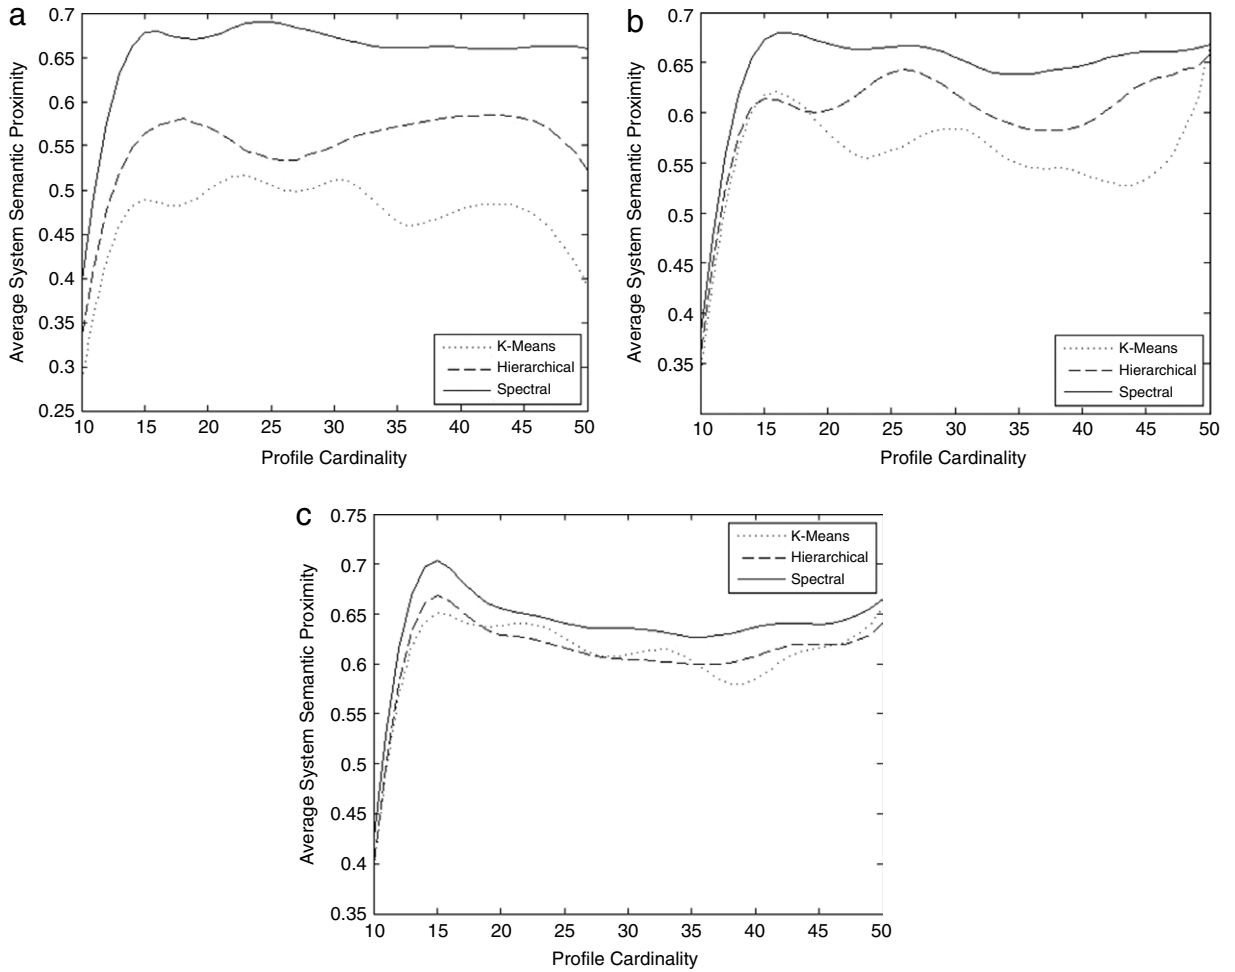 a
0.7
0.65
0.6
0.55
0.5
0.45
0.4
0.35
0.3
0.25
10 15 20 25 30 35 40 45 50
Average System Semantic Proximity
Profile Cardinality
K-Means
Hierarchical
Spectral
b
0.7
0.65
0.6
0.55
0.5
0.45
0.4
0.35
10 15 20 25 30 35 40 45 50
Average System Semantic Proximity
Profile Cardinality
K-Means
Hierarchical
Spectral
c
0.75
0.7
0.65
0.6
0.55
0.5
0.45
0.4
0.35
10 15 20 25 30 35 40 45 50
Average System Semantic Proximity
Profile Cardinality
K-Means
Hierarchical
Spectral